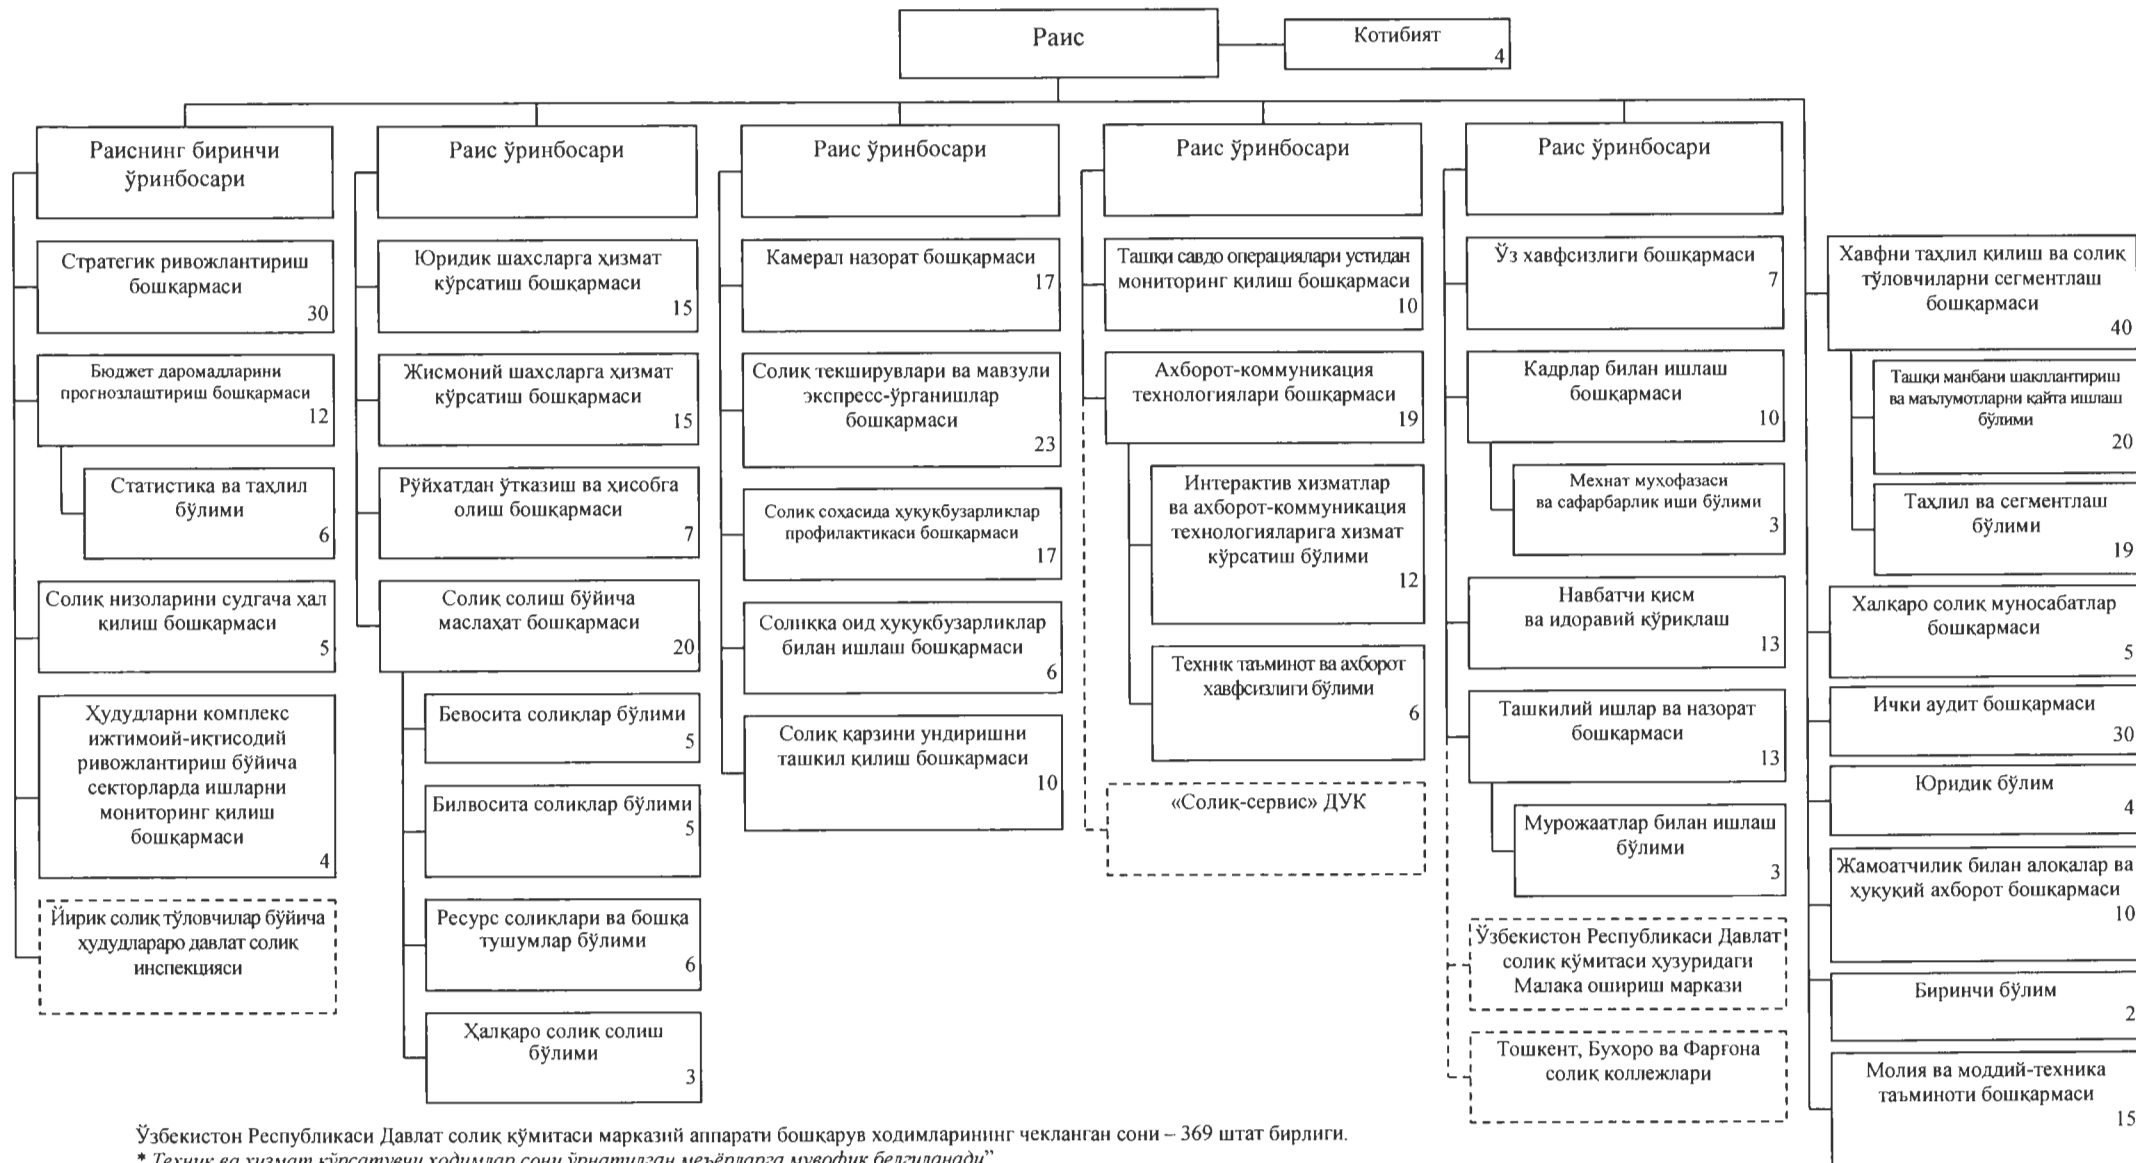 Раис
Котибият
4
Раиснинг биринчи
ўринбосари
Стратегик ривожлантириш
бошқармаси
30
Бюджет даромадларини
прогнозлаштириш бошқармаси
12
Статистика ва таҳлил
бўлими
6
Солиқ низоларини судгача ҳал
қилиш бошқармаси
5
Ҳудудларни комплекс
ижтимоий-иқтисодий
ривожлантириш бўйича
секторларда ишларни
мониторинг қилиш
бошқармаси
4
Йирик солиқ тўловчилар бўйича
ҳудудлараро давлат солиқ
инспекцияси
Раис ўринбосари
Юридик шахсларга ҳизмат
кўрсатиш бошқармаси
15
Жисмоний шахсларга ҳизмат
кўрсатиш бошқармаси
15
Рўйхатдан ўтказиш ва ҳисобга
олиш бошқармаси
7
Солиқ солиш бўйича
маслаҳат бошқармаси
20
Бевосита солиқлар бўлими
5
Билвосита солиқлар бўлими
5
Ресурс солиқлари ва бошқа
тушумлар бўлими
6
Ҳалқаро солиқ солиш
бўлими
3
Раис ўринбосари
Камерал назорат бошқармаси
17
Солиқ текширувлари ва мавзули
экспресс-ўрганишлар
бошқармаси
23
Солиқ соҳасида ҳуқуқбузарликлар
профилактикаси бошқармаси
17
Солиққа оид ҳуқуқбузарликлар
билан ишлаш бошқармаси
6
Солиқ қарзини ундиришни
ташкил қилиш бошқармаси
10
Раис ўринбосари
Ташқи савдо операциялари устидан
мониторинг қилиш бошқармаси
10
Ахборот-коммуникация
технологиялари бошқармаси
19
Интерактив хизматлар
ва ахборот-коммуникация
технологияларига хизмат
кўрсатиш бўлими
12
Техник таъминот ва ахборот
хавфсизлиги бўлими
6
«Солиқ-сервис» ДУК
Раис ўринбосари
Ўз хавфсизлиги бошқармаси
7
Кадрлар билан ишлаш
бошқармаси
10
Мехнат муҳофазаси
ва сафарбарлик иши бўлими
3
Навбатчи қисм
ва идоравий қўриқлаш
13
Ташкилий ишлар ва назорат
бошқармаси
13
Мурожаатлар билан ишлаш
бўлими
3
Ўзбекистон Республикаси Давлат
солиқ қўмитаси ҳузуридаги
Малака ошириш маркази
Тошкент, Бухоро ва Фарғона
солиқ коллежлари
Хавфни таҳлил қилиш ва солиқ
тўловчиларни сегментлаш
бошқармаси
40
Ташқи манбани шакллантириш
ва маълумотларни қайта ишлаш
бўлими
20
Таҳлил ва сегментлаш
бўлими
19
Халқаро солиқ муносабатлар
бошқармаси
5
Ички аудит бошқармаси
30
Юридик бўлим
4
Жамоатчилик билан алоқалар ва
ҳуқуқий ахборот бошқармаси
10
Биринчи бўлим
2
Молия ва моддий-техника
таъминоти бошқармаси
15
Ўзбекистон Республикаси Давлат солиқ қўмитаси марказий аппарати бошқарув ходимларининг чекланган сони – 369 штат бирлиги.
* Техник ва хизмат кўрсатувчи ходимлар сони ўрнатилган меъёрларга мувофиқ белгиланади”